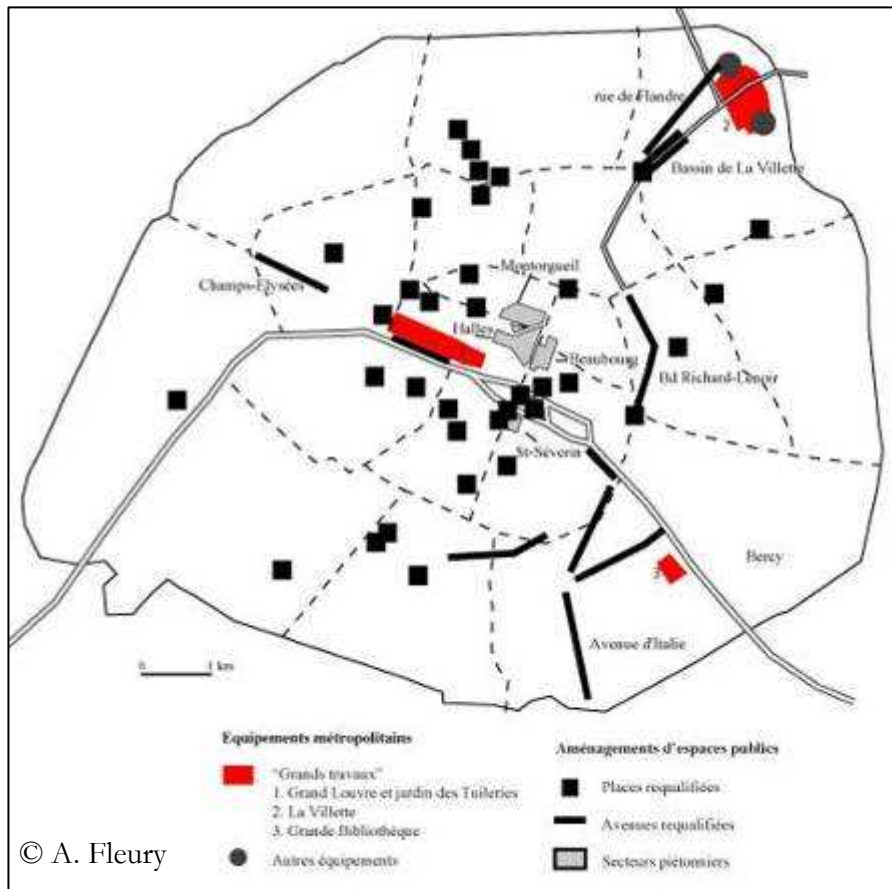 rue de Flandre
2
Bassin de La Villette
Montorgueil
Champs-Elysées
Halles
Beaubourg
Bd Richard-Lenoir
St-Séverin
Bercy
3
Avenue d'Italie
0 1 km
Equipements métropolitains
"Grands travaux"
1. Grand Louvre et jardin des Tuileries
2. La Villette
3. Grande Bibliothèque
Autres équipements
Aménagements d'espaces publics
Places requalifiées
Avenues requalifiées
Secteurs piétonniers
© A. Fleury